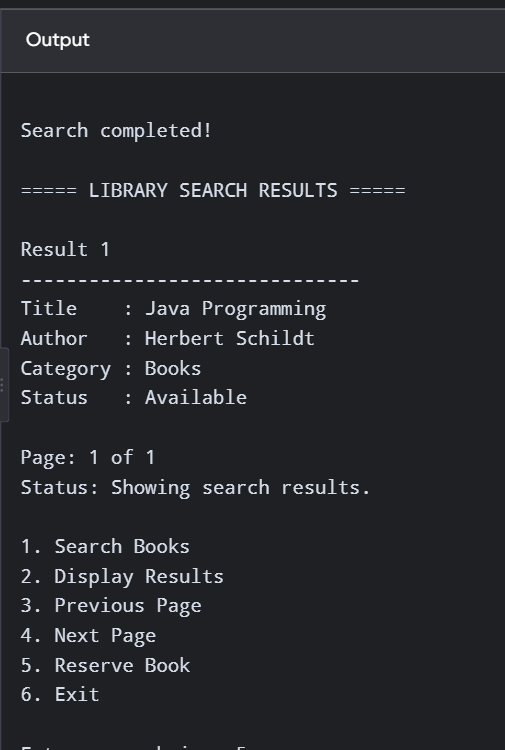 Output
Search completed!
===== LIBRARY SEARCH RESULTS =====
Result 1
------------------------------
Title    : Java Programming
Author   : Herbert Schildt
Category : Books
Status   : Available
Page: 1 of 1
Status: Showing search results.
1. Search Books
2. Display Results
3. Previous Page
4. Next Page
5. Reserve Book
6. Exit